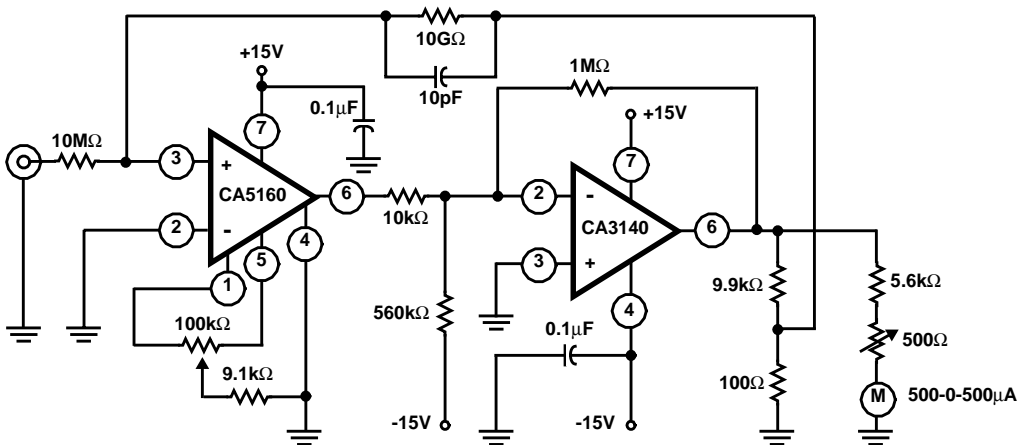 10GΩ
10pF
+15V
0.1μF
1MΩ
+15V
10MΩ
7
7
3
+
CA5160
6
10kΩ
2
-
CA3140
6
2
-
4
3
+
5
1
9.9kΩ
5.6kΩ
100kΩ
560kΩ
4
0.1μF
500Ω
9.1kΩ
100Ω
M
500-0-500μA
-15V
-15V